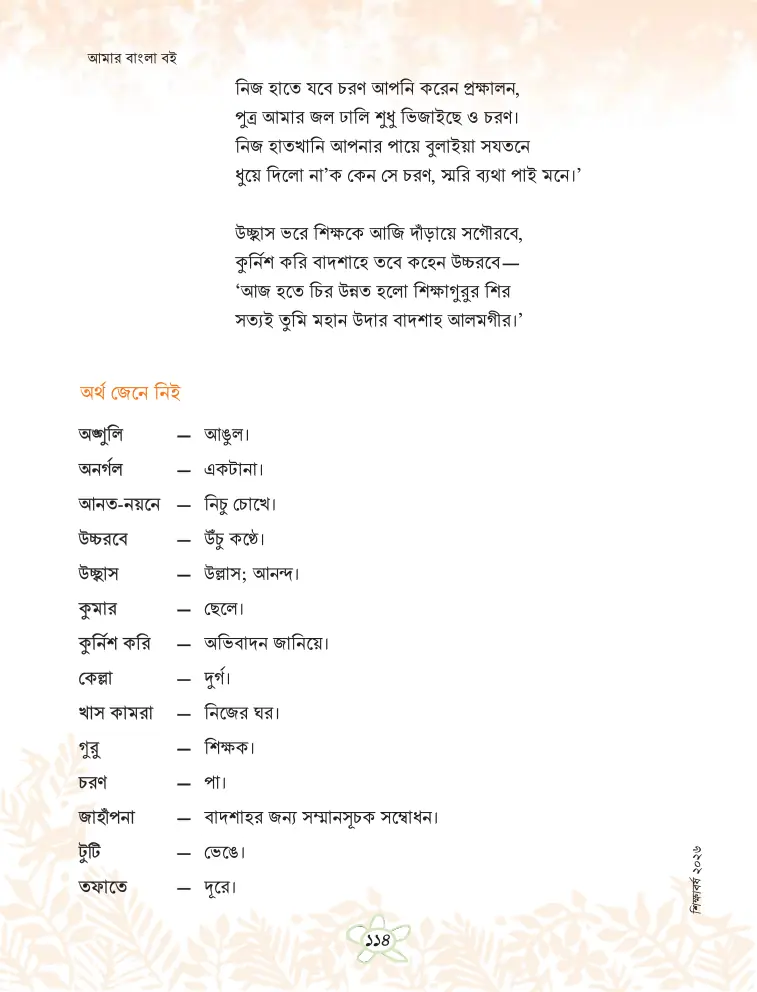 আমার বাংলা বই
নিজ হাতে যবে চরণ আপনি করেন প্রক্ষালন,
পুত্র আমার জল ঢালি শুধু ভিজাইছে ও চরণ।
নিজ হাতখানি আপনার পায়ে বুলাইয়া সযতনে
ধুয়ে দিলো না’ক কেন সে চরণ, স্মরি ব্যথা পাই মনে।’
উচ্ছ্বাস ভরে শিক্ষকে আজি দাঁড়ায়ে সগৌরবে,
কুর্নিশ করি বাদশাহে তবে কহেন উচ্চরবে—
‘আজ হতে চির উন্নত হলো শিক্ষাগুরুর শির
সত্যই তুমি মহান উদার বাদশাহ আলমগীর।’
অর্থ জেনে নিই
অঙ্গুলি — আঙুল।
অনর্গল — একটানা।
আনত-নয়নে — নিচু চোখে।
উচ্চরবে — উঁচু কণ্ঠে।
উচ্ছ্বাস — উল্লাস; আনন্দ।
কুমার — ছেলে।
কুর্নিশ করি — অভিবাদন জানিয়ে।
কেল্লা — দুর্গ।
খাস কামরা — নিজের ঘর।
গুরু — শিক্ষক।
চরণ — পা।
জাহাঁপনা — বাদশাহর জন্য সম্মানসূচক সম্বোধন।
টুটি — ভেঙে।
তফাতে — দূরে।
শিক্ষাবর্ষ ২০২৬
১১৪